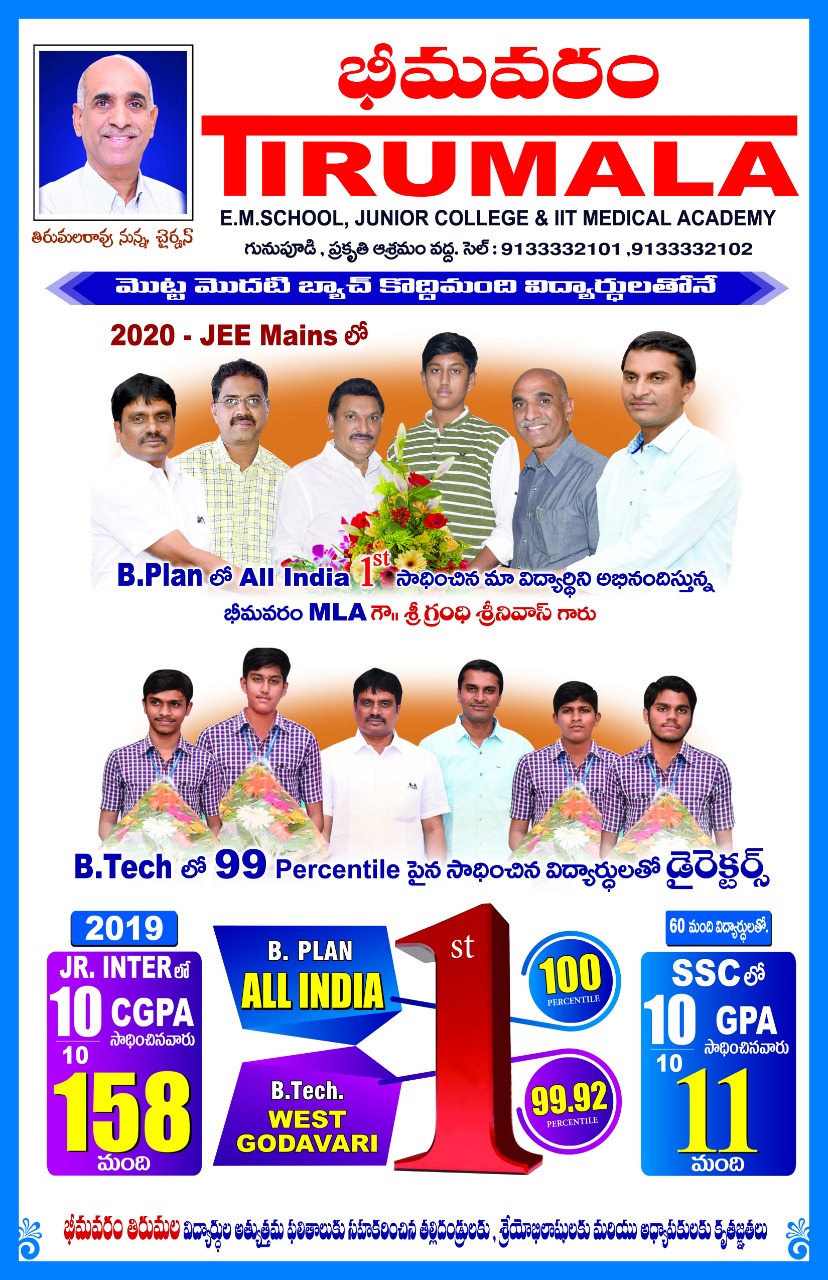 భీమవరం
TIRUMALA
E.M.SCHOOL, JUNIOR COLLEGE & IIT MEDICAL ACADEMY
తిరుమలరావు నున్న, చైర్మన్
గునుపూడి , ప్రకృతి ఆశ్రమం వద్ద. సెల్ : 9133332101 ,9133332102
మొట్ట మొదటి బ్యాచ్ కొద్దిమంది విద్యార్థులతోనే
2020 - JEE Mains లో
B.Plan లో All India 1st సాధించిన మా విద్యార్థిని అభినందిస్తున్న
భీమవరం MLA గౌ॥ శ్రీ గ్రంధి శ్రీనివాస్ గారు
B.Tech లో 99 Percentile పైన సాధించిన విద్యార్థులతో డైరెక్టర్స్
2019
JR. INTER లో
10 CGPA
సాధించినవారు
10
158
మంది
B. PLAN
ALL INDIA
B.Tech.
WEST
GODAVARI
1st
100
PERCENTILE
99.92
PERCENTILE
60 మంది విద్యార్థులతో.
SSC లో
10 GPA
సాధించినవారు
10
11
మంది
భీమవరం తిరుమల విద్యార్థుల అత్యుత్తమ ఫలితాలుకు సహకరించిన తల్లిదండ్రులకు , శ్రేయోభిలాషులకు మరియు అధ్యాపకులకు కృతజ్ఞతలు